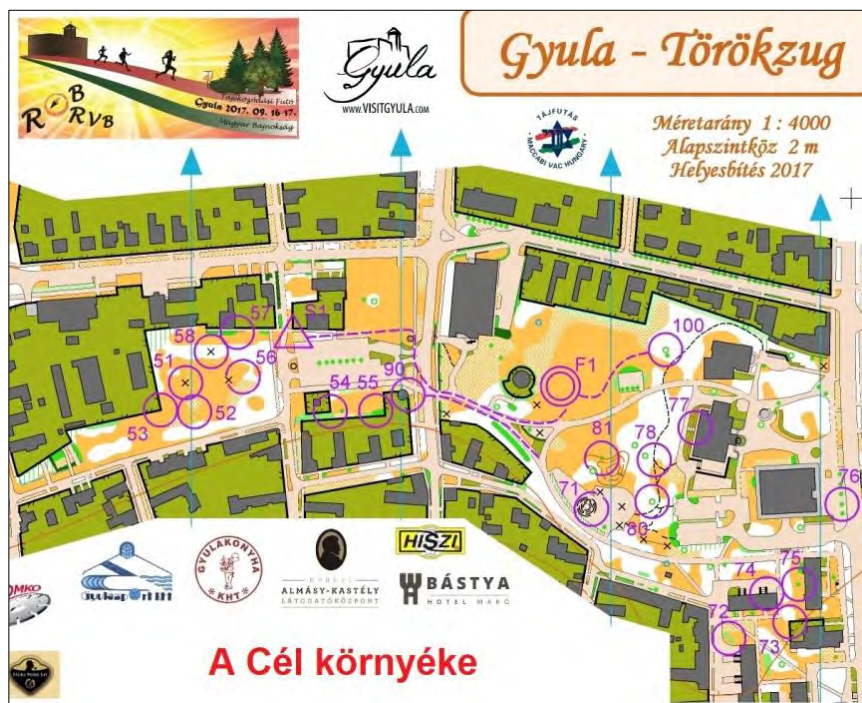 ROB
RVB
Tájékozódási Futó
Gyula 2017. 09. 16-17.
Magyar Bajnokság
Gyula
WWW.VISITGYULA.COM
TÁJFUTÁS
MACCABI VAC HUNGARY
Gyula - Törökzug
Méretarány 1 : 4000
Alapszintköz 2 m
Helyesbítés 2017
S1
57
58
51
56
53
52
54
55
90
F1
100
81
78
77
71
80
76
74
75
72
73
GYULAKONYHA
KHT
ALMÁSY-KASTÉLY
LÁTOGATÓKÖZPONT
HISZI
BÁSTYA
HOTEL MAKÓ
A Cél környéke